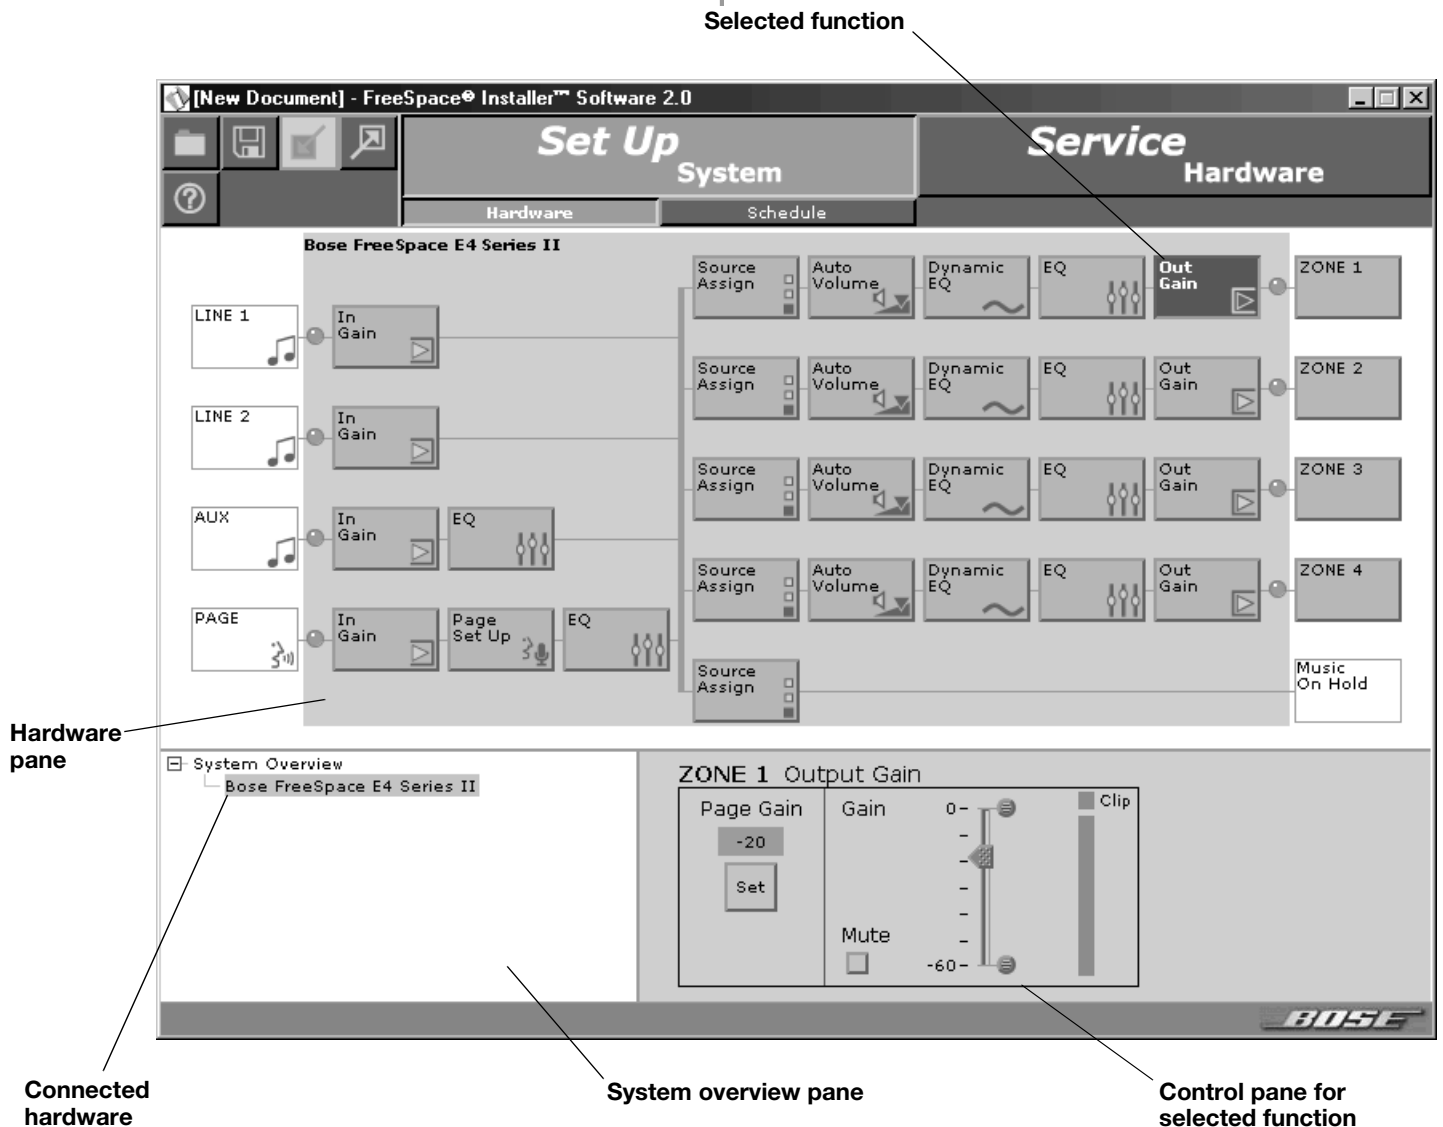 Selected function
[New Document] - FreeSpace® Installer™ Software 2.0
Set Up
System
Service
Hardware
Hardware
Schedule
Bose FreeSpace E4 Series II
LINE 1
In
Gain
LINE 2
In
Gain
AUX
In
Gain
EQ
PAGE
In
Gain
Page
Set Up
EQ
Source
Assign
Auto
Volume
Dynamic
EQ
EQ
Out
Gain
ZONE 1
Source
Assign
Auto
Volume
Dynamic
EQ
EQ
Out
Gain
ZONE 2
Source
Assign
Auto
Volume
Dynamic
EQ
EQ
Out
Gain
ZONE 3
Source
Assign
Auto
Volume
Dynamic
EQ
EQ
Out
Gain
ZONE 4
Source
Assign
Music
On Hold
Hardware
pane
System Overview
Bose FreeSpace E4 Series II
ZONE 1 Output Gain
Page Gain
-20
Set
Gain
0-
-60-
Mute
Clip
BOSE
Connected
hardware
System overview pane
Control pane for
selected function